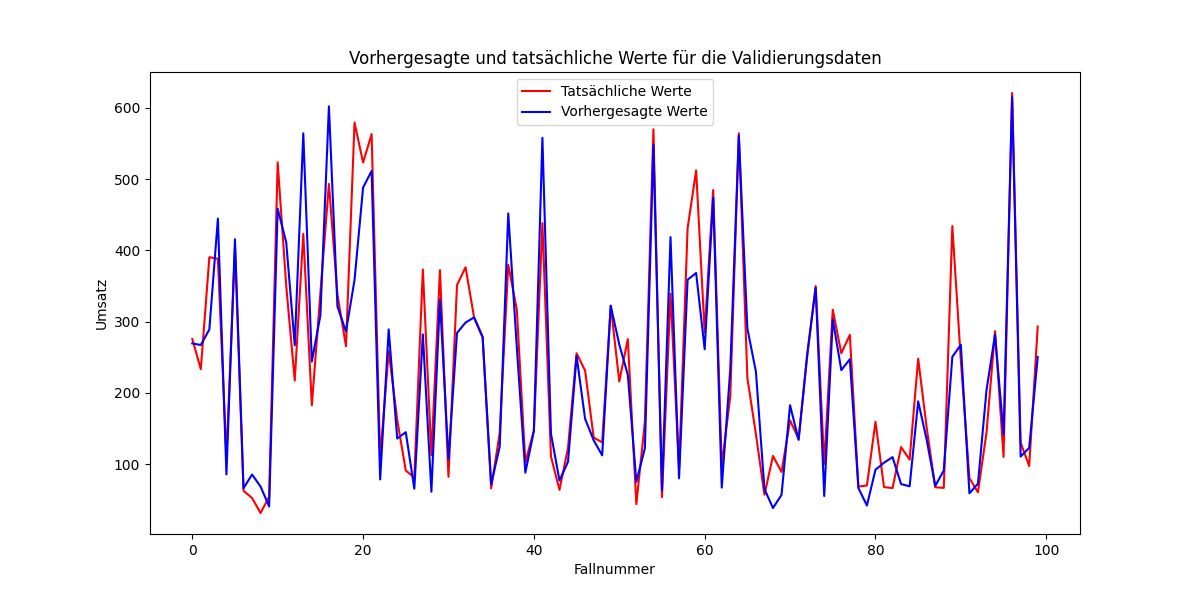 Vorhergesagte und tatsächliche Werte für die Validierungsdaten
Tatsächliche Werte
Vorhergesagte Werte
600
500
400
300
200
100
Umsatz
0 20 40 60 80 100
Fallnummer